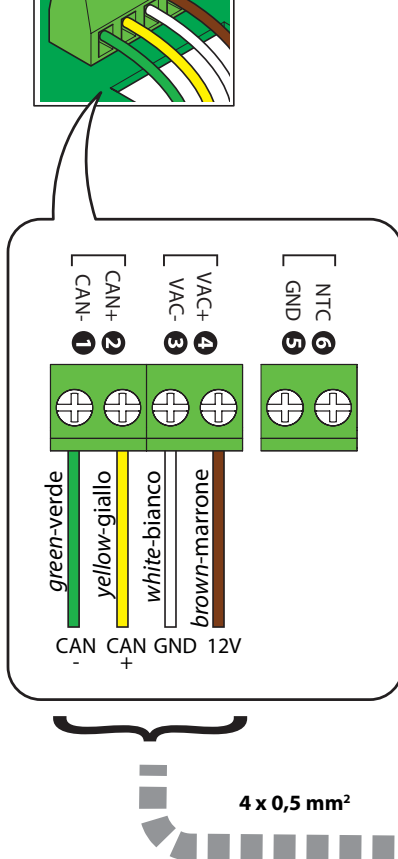 CAN-
CAN+
VAC-
VAC+
GND
NTC
1
2
3
4
5
6
green-verde
yellow-giallo
white-bianco
brown-marrone
CAN CAN GND 12V
- +
4 x 0,5 mm²